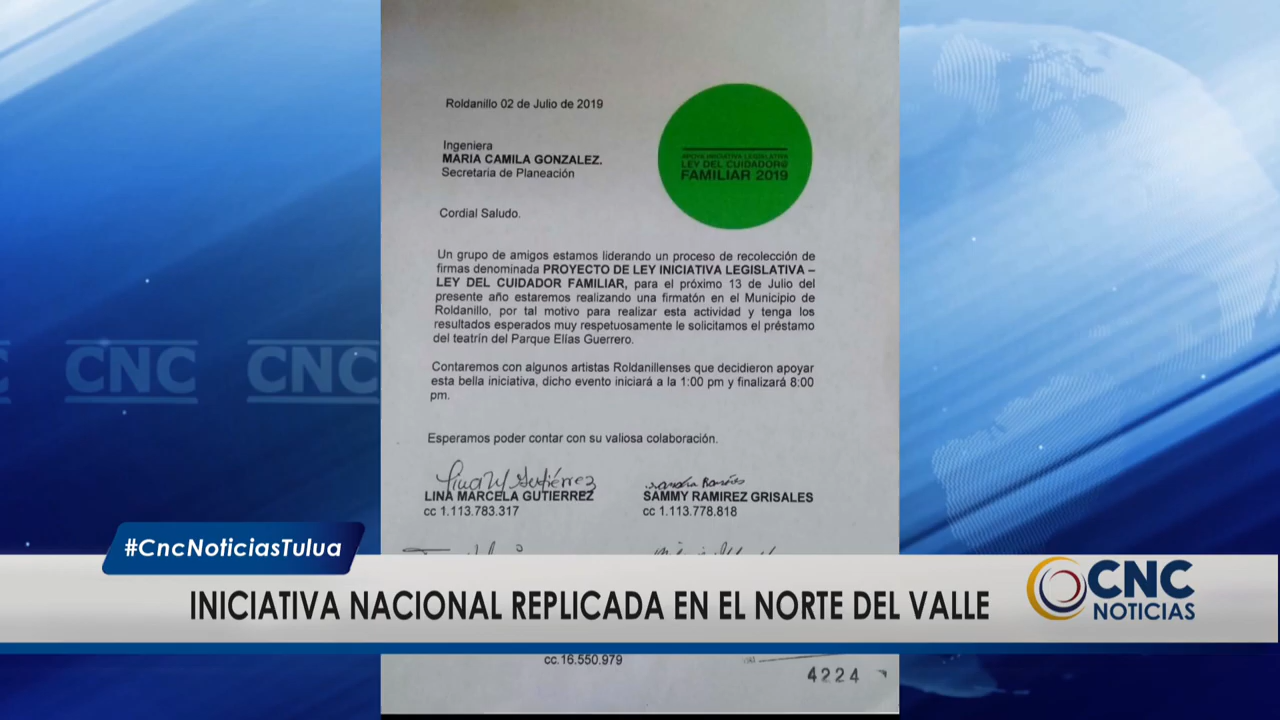 Roldanillo 02 de Julio de 2019
APOYA INICIATIVA LEGISLATIVA
LEY DEL CUIDADOR@
FAMILIAR 2019
Ingeniera
MARIA CAMILA GONZALEZ.
Secretaria de Planeación
Cordial Saludo.
Un grupo de amigos estamos liderando un proceso de recolección de
firmas denominada PROYECTO DE LEY INICIATIVA LEGISLATIVA –
LEY DEL CUIDADOR FAMILIAR, para el próximo 13 de Julio del
presente año estaremos realizando una firmatón en el Municipio de
Roldanillo, por tal motivo para realizar esta actividad y tenga los
resultados esperados muy respetuosamente le solicitamos el préstamo
del teatrín del Parque Elías Guerrero.
Contaremos con algunos artistas Roldanillenses que decidieron apoyar
esta bella iniciativa, dicho evento iniciará a la 1:00 pm y finalizará 8:00
pm.
Esperamos poder contar con su valiosa colaboración.
Lina M Gutiérrez
LINA MARCELA GUTIERREZ SAMMY RAMIREZ GRISALES
cc 1.113.783.317 cc 1.113.778.818
CNC CNC
#CncNoticiasTulua
INICIATIVA NACIONAL REPLICADA EN EL NORTE DEL VALLE
CNC
NOTICIAS
cc.16.550.979
4224